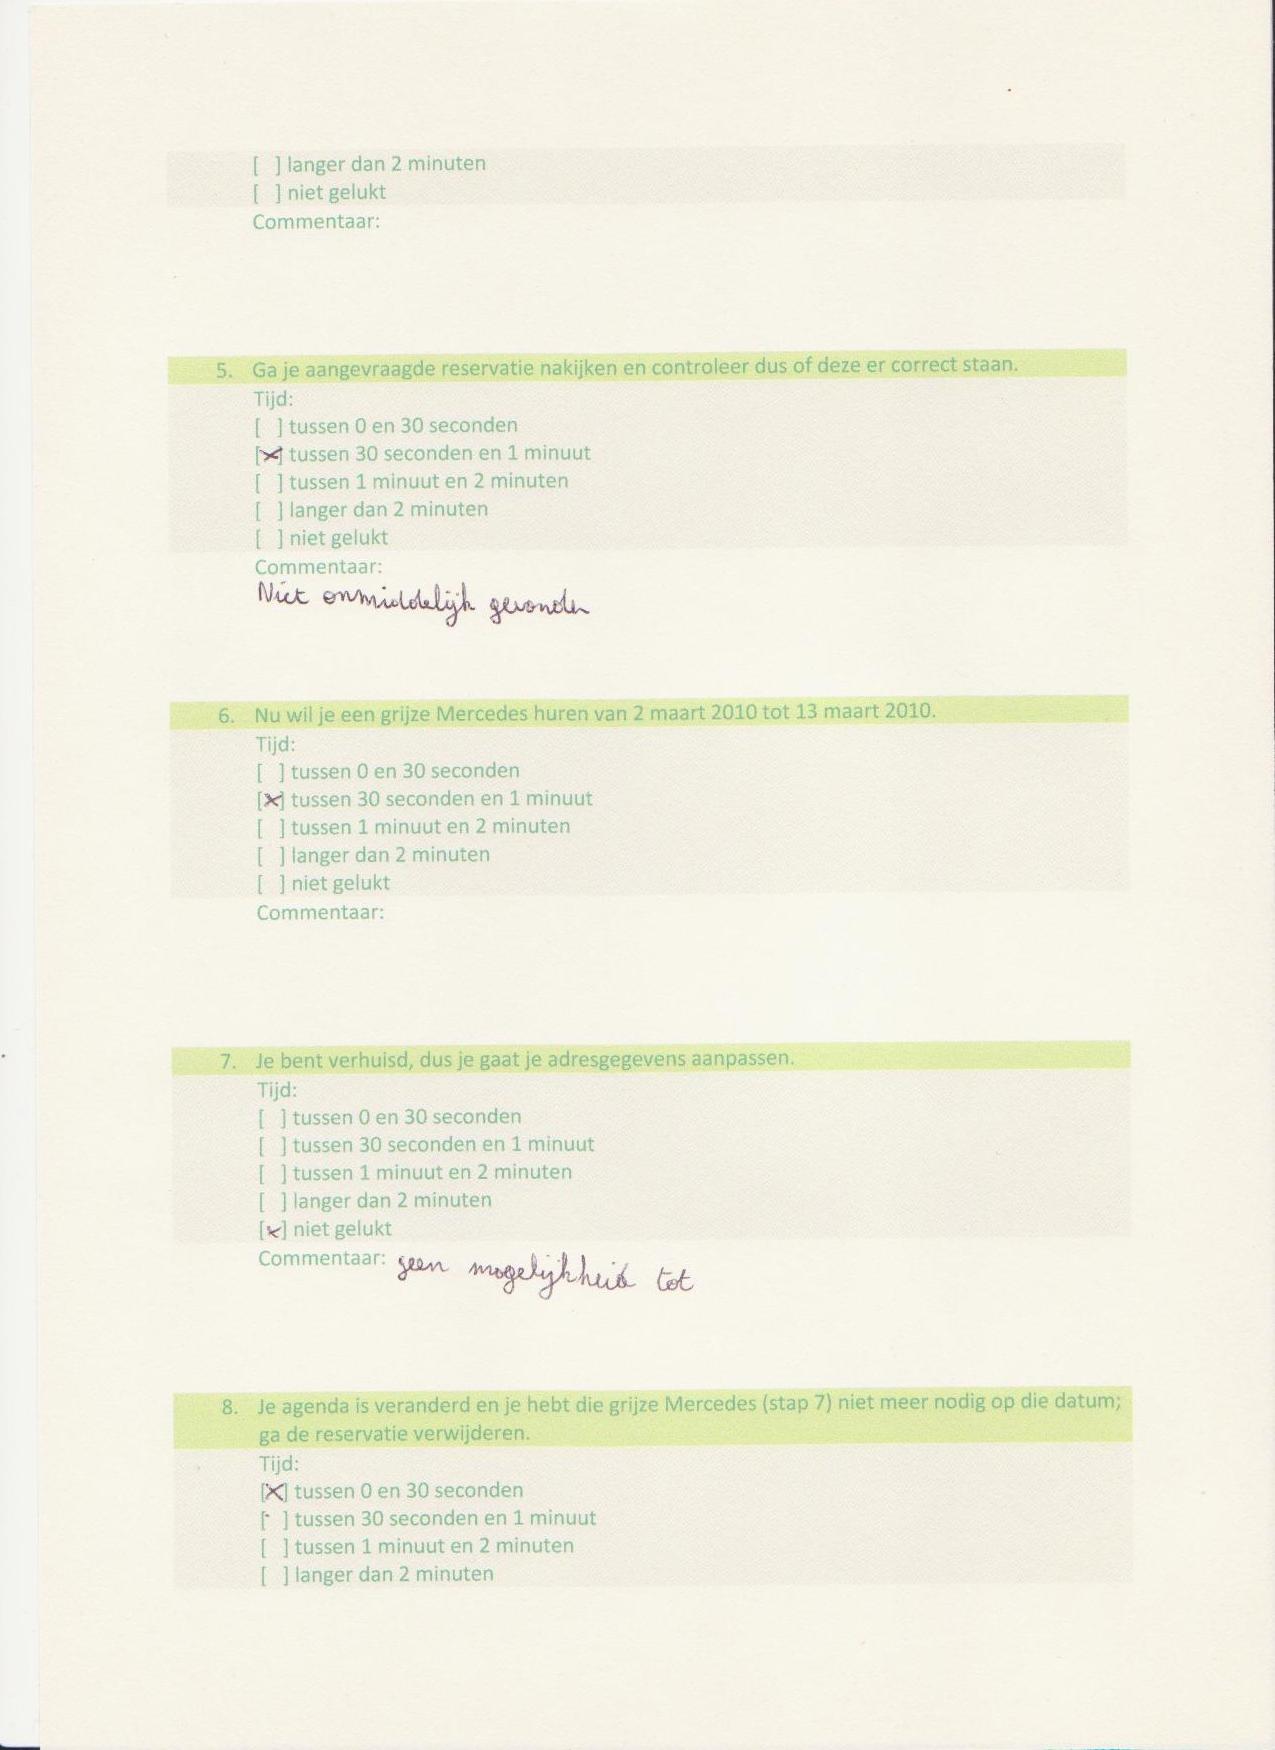 [ ] langer dan 2 minuten
[ ] niet gelukt
Commentaar:
5. Ga je aangevraagde reservatie nakijken en controleer dus of deze er correct staan.
Tijd:
[ ] tussen 0 en 30 seconden
[x] tussen 30 seconden en 1 minuut
[ ] tussen 1 minuut en 2 minuten
[ ] langer dan 2 minuten
[ ] niet gelukt
Commentaar:
Niet onmiddelijk gevonden
6. Nu wil je een grijze Mercedes huren van 2 maart 2010 tot 13 maart 2010.
Tijd:
[ ] tussen 0 en 30 seconden
[x] tussen 30 seconden en 1 minuut
[ ] tussen 1 minuut en 2 minuten
[ ] langer dan 2 minuten
[ ] niet gelukt
Commentaar:
7. Je bent verhuisd, dus je gaat je adresgegevens aanpassen.
Tijd:
[ ] tussen 0 en 30 seconden
[ ] tussen 30 seconden en 1 minuut
[ ] tussen 1 minuut en 2 minuten
[ ] langer dan 2 minuten
[x] niet gelukt
Commentaar: geen mogelijkheid tot
8. Je agenda is veranderd en je hebt die grijze Mercedes (stap 7) niet meer nodig op die datum;
ga de reservatie verwijderen.
Tijd:
[x] tussen 0 en 30 seconden
[ ] tussen 30 seconden en 1 minuut
[ ] tussen 1 minuut en 2 minuten
[ ] langer dan 2 minuten